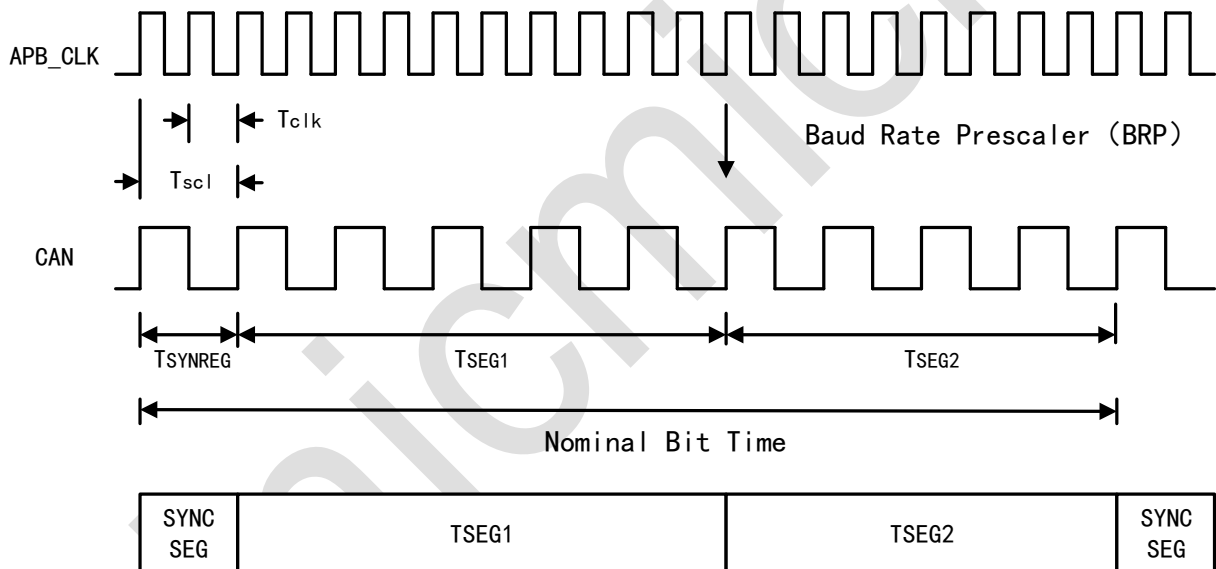 APB_CLK
Tclk
Baud Rate Prescaler（BRP）
Tscl
CAN
TSYNREG
TSEG1
TSEG2
Nominal Bit Time
SYNC
SEG
TSEG1
TSEG2
SYNC
SEG